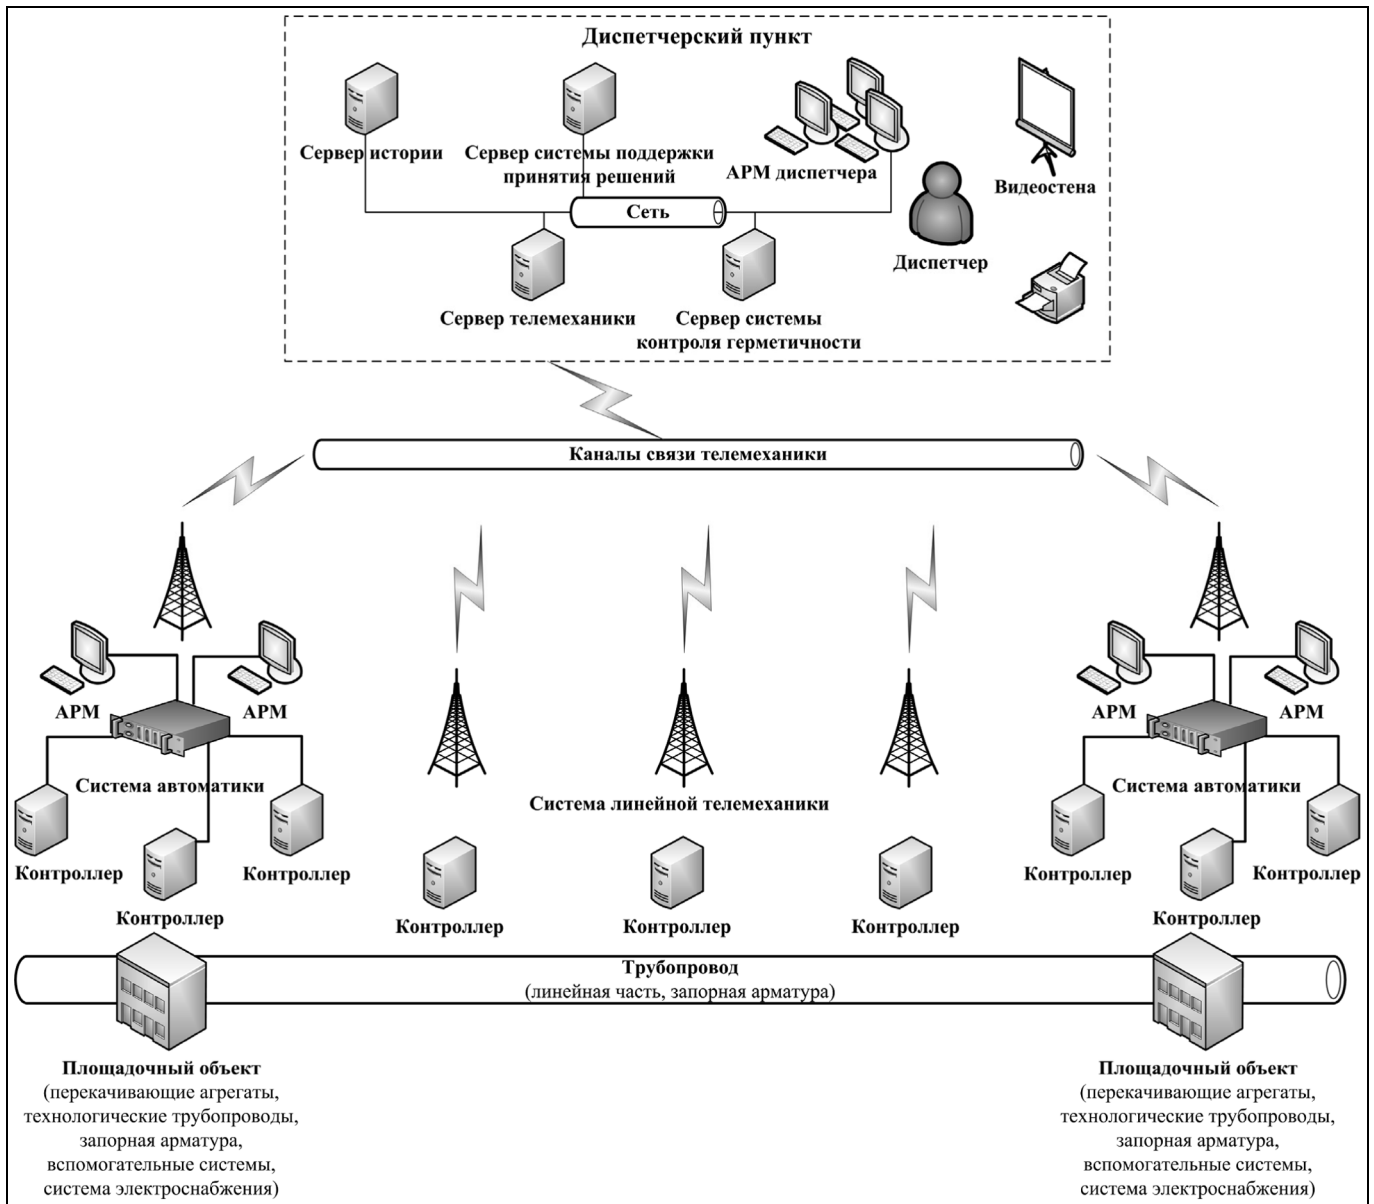 Диспетчерский пункт
Сервер истории
Сервер системы поддержки
принятия решений
АРМ диспетчера
Видеостена
Сеть
Диспетчер
Сервер телемеханики
Сервер системы
контроля герметичности
Каналы связи телемеханики
АРМ
АРМ
АРМ
АРМ
Система автоматики
Система линейной телемеханики
Система автоматики
Контроллер
Контроллер
Контроллер
Контроллер
Контроллер
Контроллер
Контроллер
Контроллер
Контроллер
Трубопровод
(линейная часть, запорная арматура)
Площадочный объект
(перекачивающие агрегаты,
технологические трубопроводы,
запорная арматура,
вспомогательные системы,
система электроснабжения)
Площадочный объект
(перекачивающие агрегаты,
технологические трубопроводы,
запорная арматура,
вспомогательные системы,
система электроснабжения)